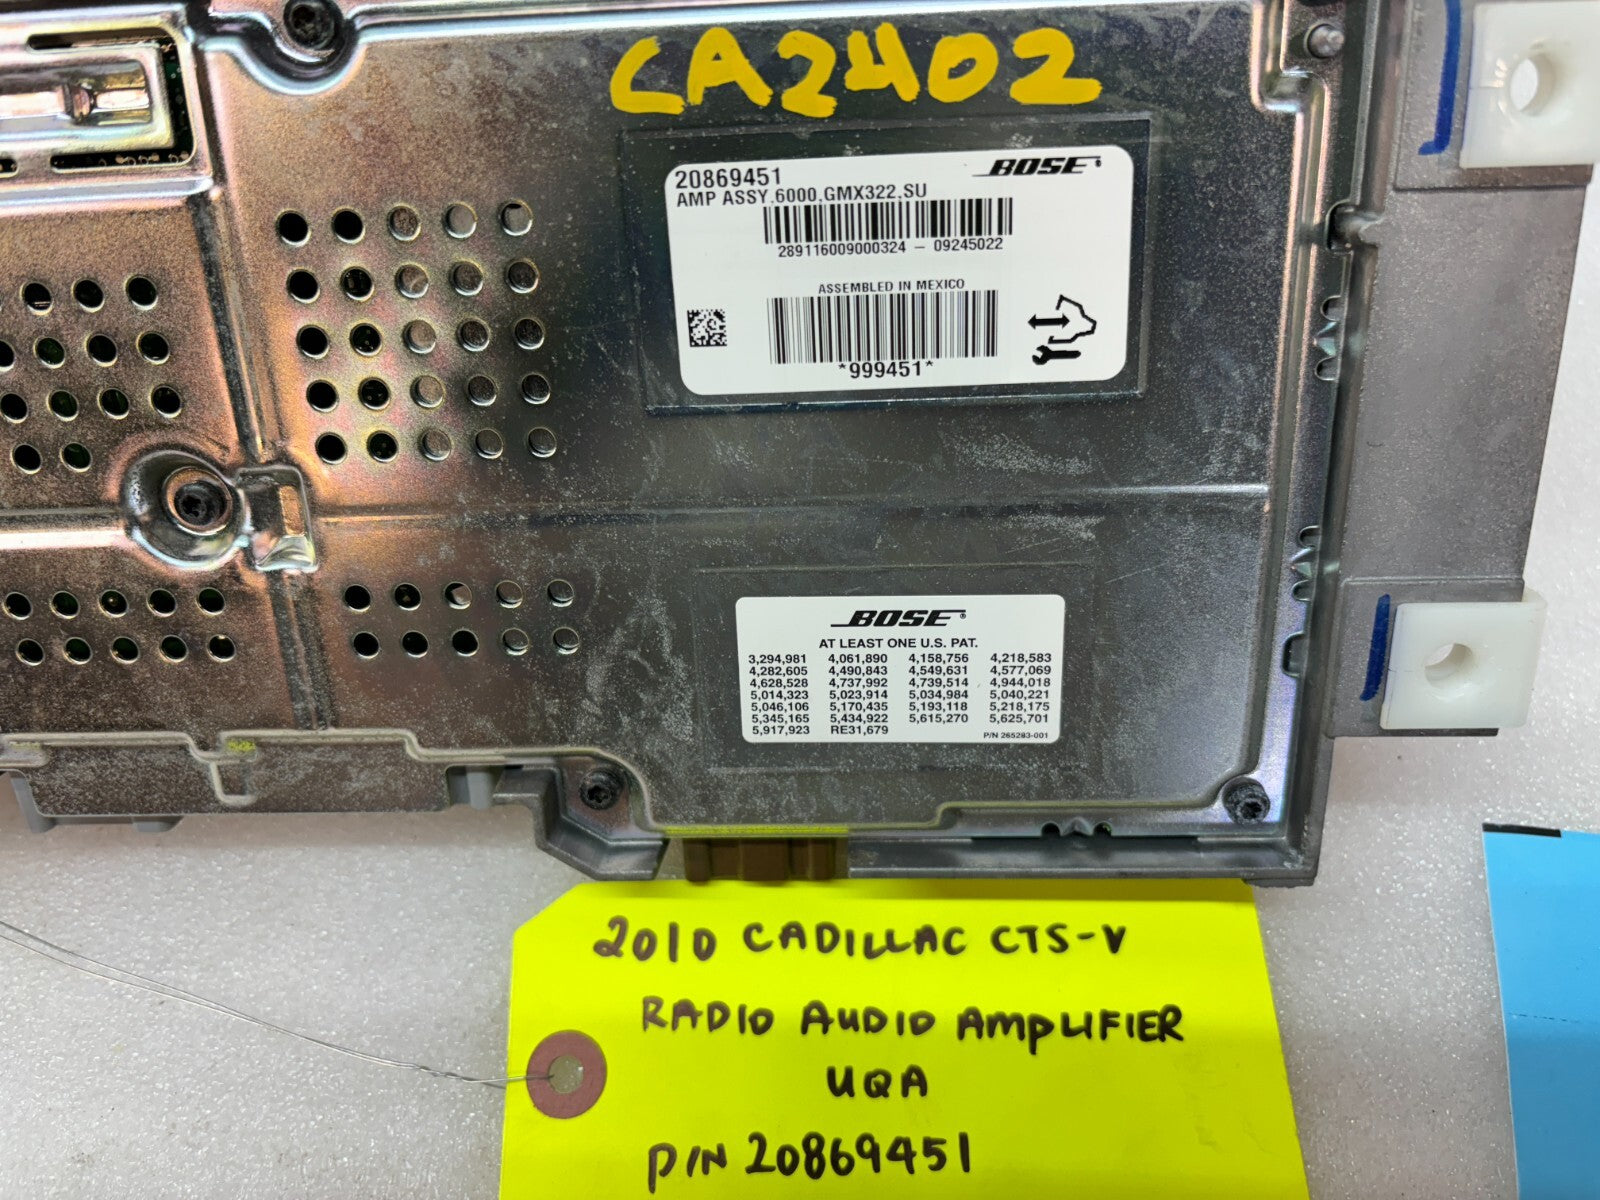 CA2402
BOSE
20869451
AMP ASSY,6000,GMX322,SU
289116009000324 - 09245022
ASSEMBLED IN MEXICO
*999451*
BOSE
AT LEAST ONE U.S. PAT.
3,294,981 4,061,890 4,158,756 4,218,583
4,282,605 4,490,843 4,549,631 4,577,069
4,628,528 4,737,992 4,739,514 4,944,018
5,014,323 5,023,914 5,034,984 5,040,221
5,046,106 5,170,435 5,193,118 5,218,175
5,345,165 5,434,922 5,615,270 5,625,701
5,917,923 RE31,679 P/N 265283-001
2010 CADILLAC CTS-V
RADIO AUDIO AMPLIFIER
UQA
P/N 20869451